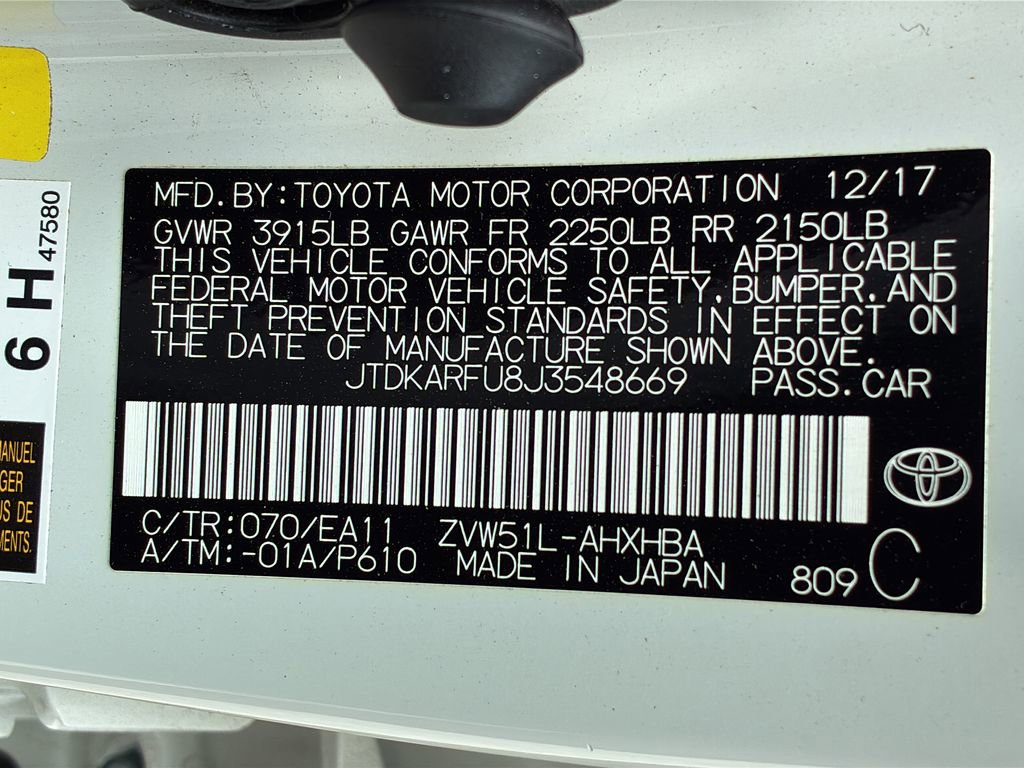 MFD.BY:TOYOTA MOTOR CORPORATION 12/17
GVWR 3915LB GAWR FR 2250LB RR 2150LB
THIS VEHICLE CONFORMS TO ALL APPLICABLE
FEDERAL MOTOR VEHICLE SAFETY,BUMPER,AND
THEFT PREVENTION STANDARDS IN EFFECT ON
THE DATE OF MANUFACTURE SHOWN ABOVE.
JTDKARFU8J3548669 PASS.CAR
C/TR:070/EA11 ZVW51L-AHXHBA
A/TM:-01A/P610 MADE IN JAPAN 809 C
6 H 47580
MANUEL
GER
US DE
MENTS.